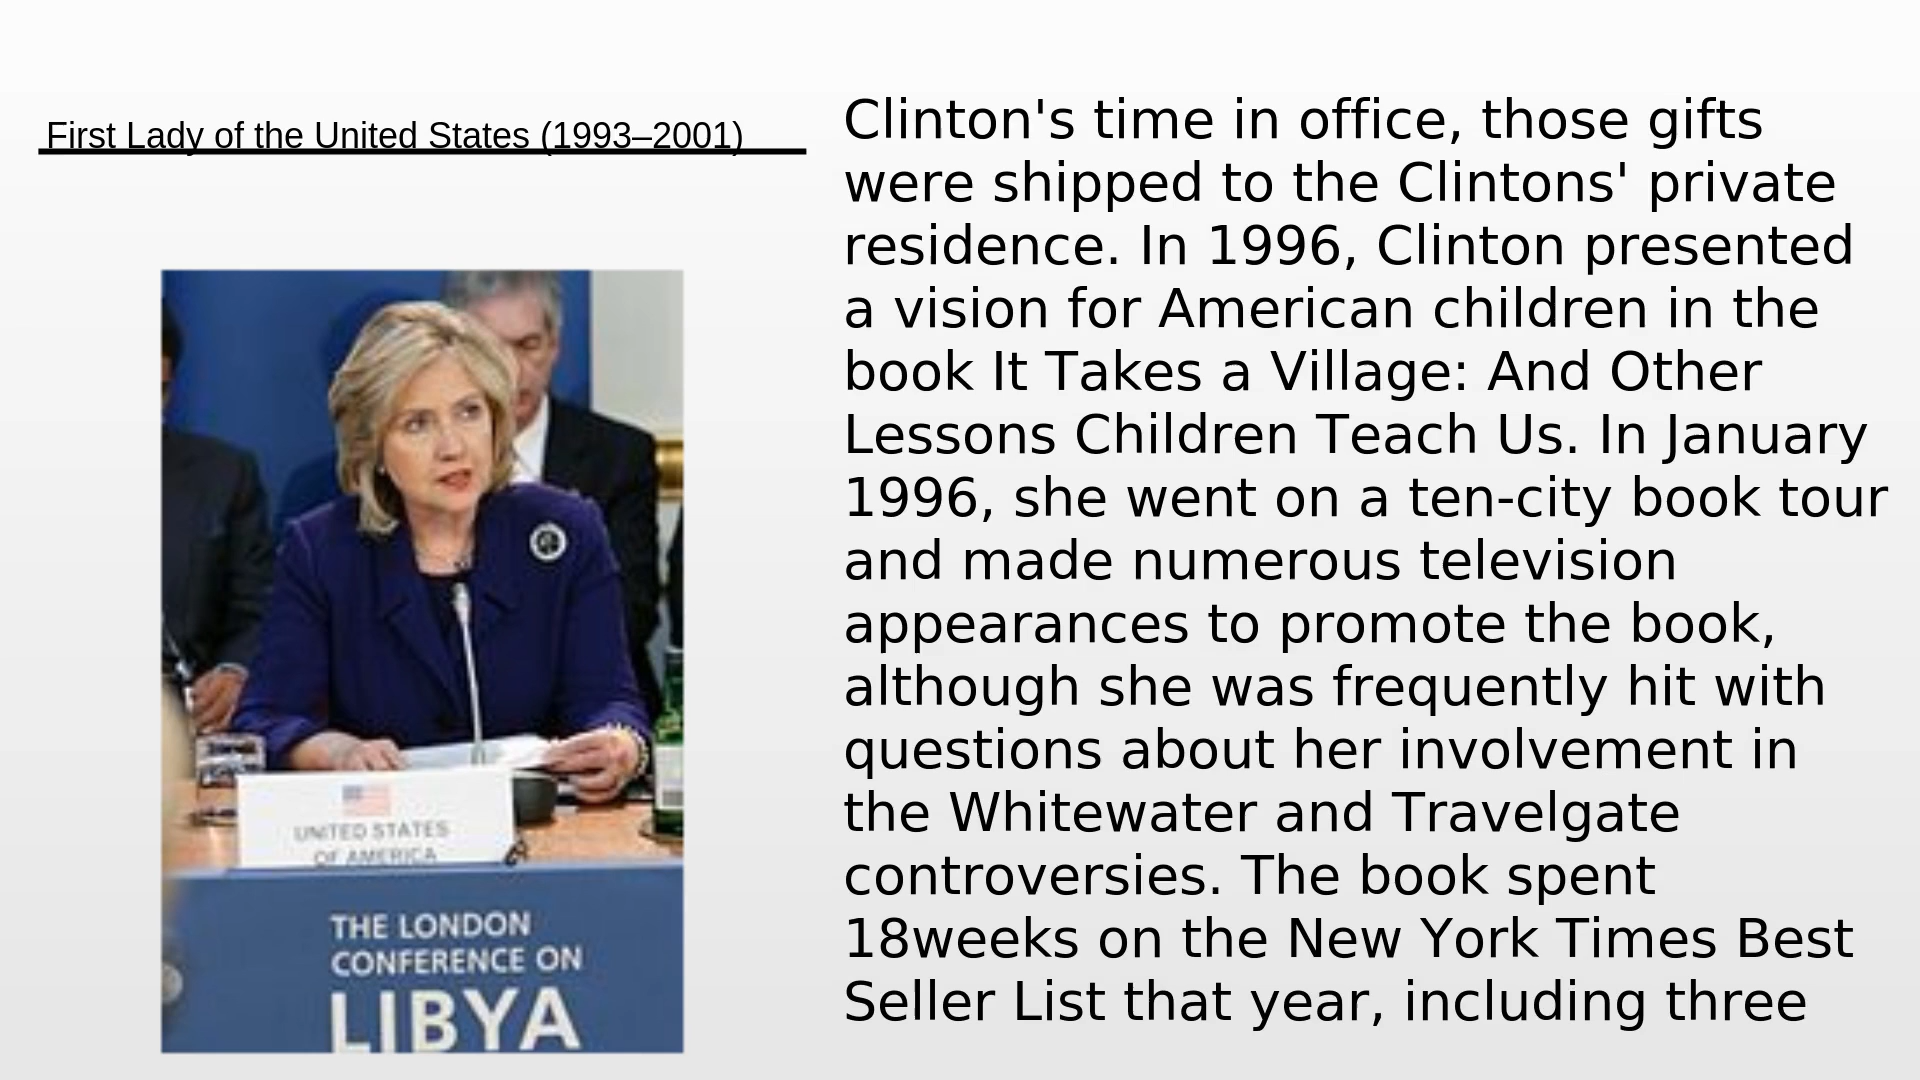 First Lady of the United States (1993–2001)
Clinton's time in office, those gifts
were shipped to the Clintons' private
residence. In 1996, Clinton presented
a vision for American children in the
book It Takes a Village: And Other
Lessons Children Teach Us. In January
1996, she went on a ten-city book tour
and made numerous television
appearances to promote the book,
although she was frequently hit with
questions about her involvement in
the Whitewater and Travelgate
controversies. The book spent
18weeks on the New York Times Best
Seller List that year, including three
UNITED STATES
OF AMERICA
THE LONDON
CONFERENCE ON
LIBYA